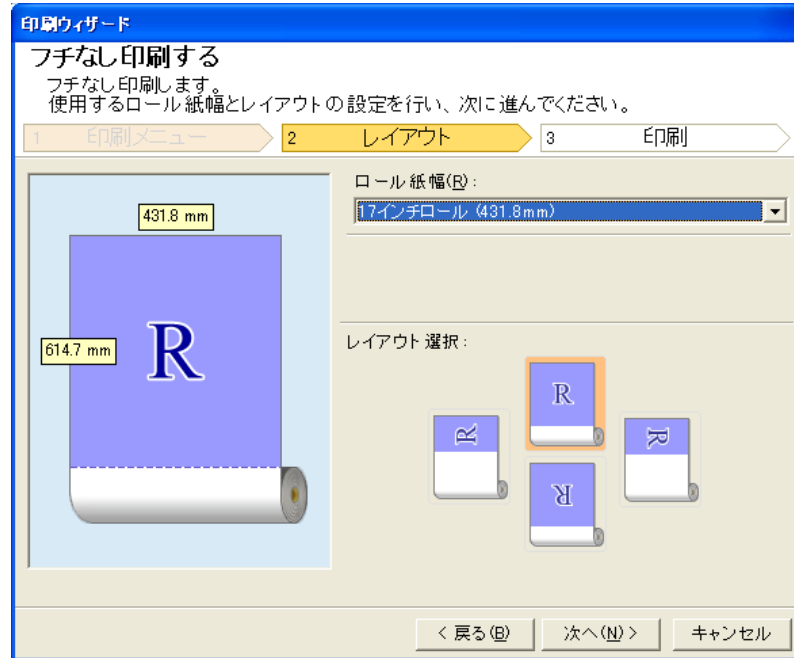 印刷ウィザード
フチなし印刷する
フチなし印刷します。
使用するロール紙幅とレイアウトの設定を行い、次に進んでください。
1 印刷メニュー 2 レイアウト 3 印刷
ロール紙幅(R):
17インチロール (431.8mm)
431.8 mm
614.7 mm
R
レイアウト選択:
R
R
R
R
< 戻る(B) 次へ(N) > キャンセル